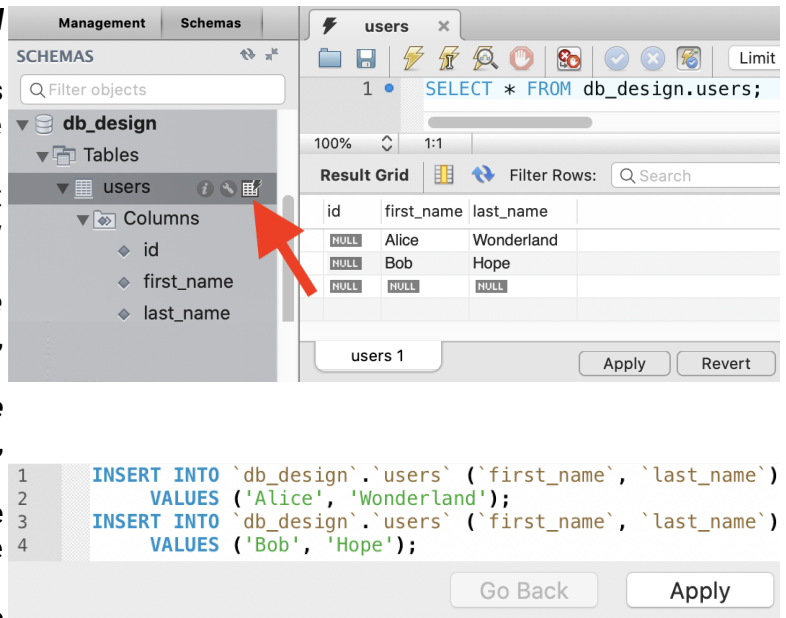 Management Schemas
SCHEMAS
Filter objects
db_design
Tables
users
Columns
id
first_name
last_name
users ×
Limit
1 SELECT * FROM db_design.users;
100% 1:1
Result Grid Filter Rows: Search
id first_name last_name
NULL Alice Wonderland
NULL Bob Hope
NULL NULL NULL
users 1
Apply Revert
1 INSERT INTO `db_design`.`users` (`first_name`, `last_name`)
2 VALUES ('Alice', 'Wonderland');
3 INSERT INTO `db_design`.`users` (`first_name`, `last_name`)
4 VALUES ('Bob', 'Hope');
Go Back Apply